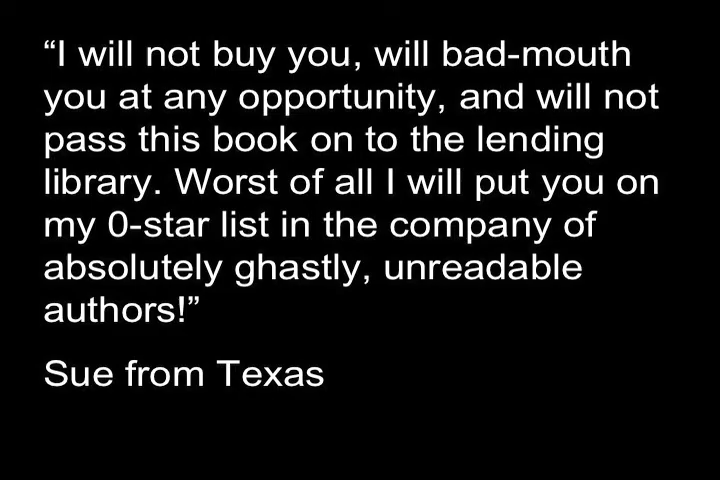 “I will not buy you, will bad-mouth
you at any opportunity, and will not
pass this book on to the lending
library. Worst of all I will put you on
my 0-star list in the company of
absolutely ghastly, unreadable
authors!”
Sue from Texas